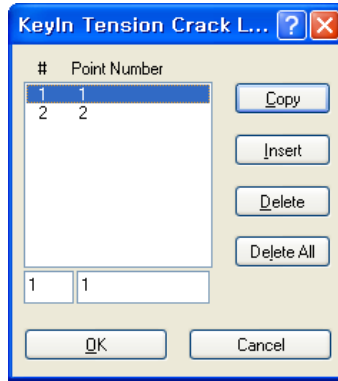 KeyIn Tension Crack L...
# Point Number
1 1
2 2
1 1
Copy
Insert
Delete
Delete All
OK Cancel